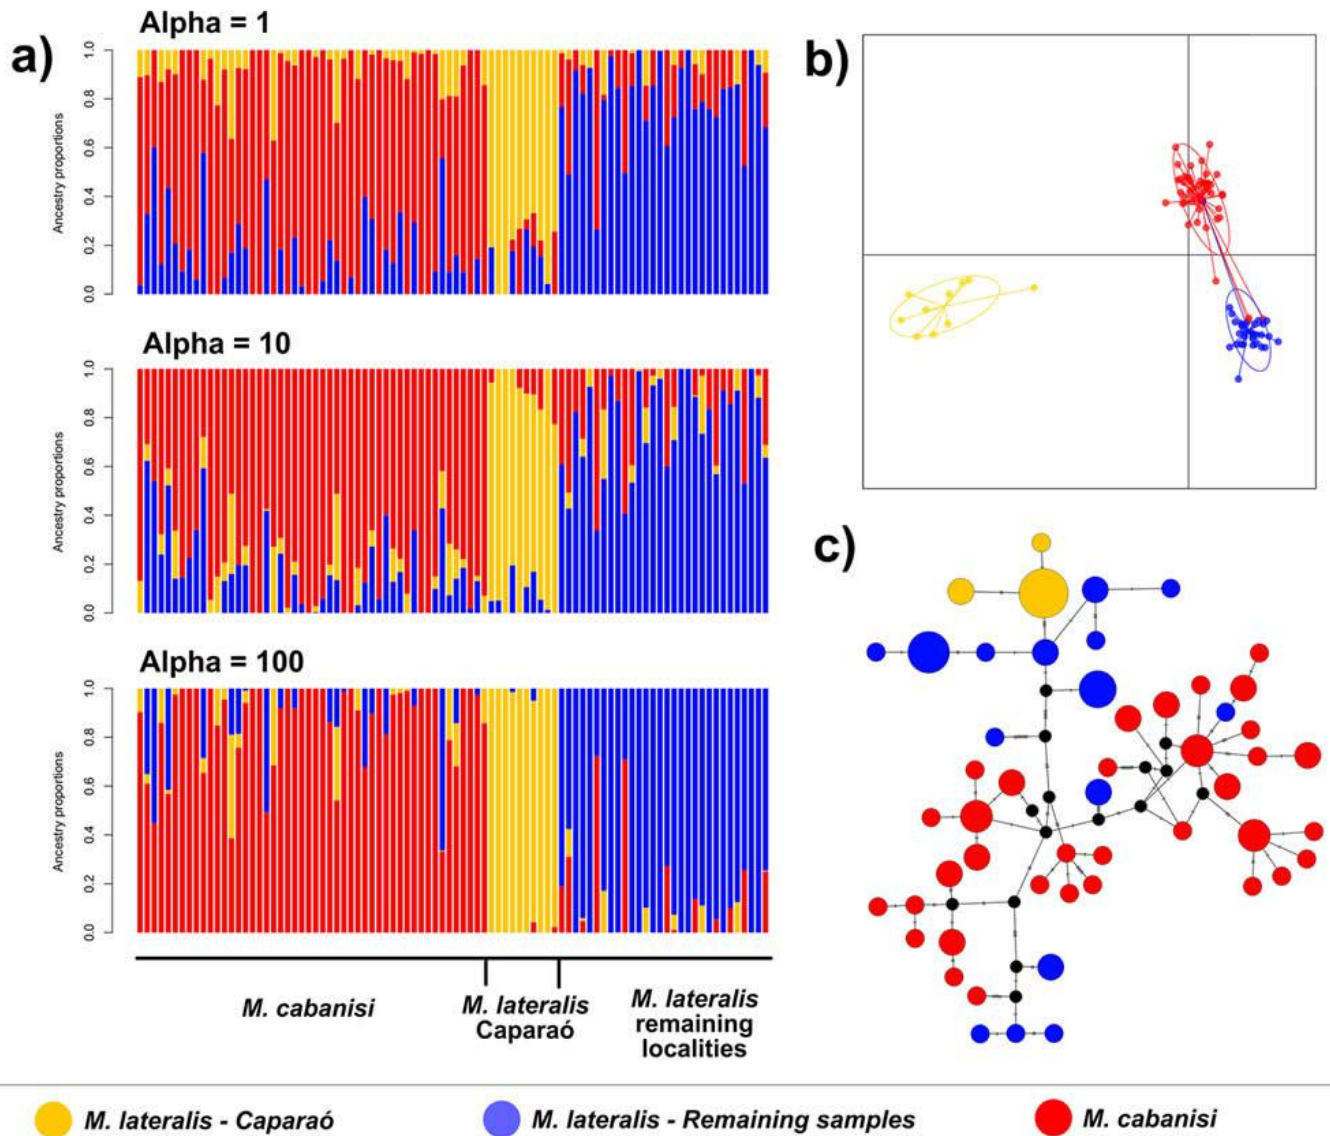 a)
Alpha = 1
Ancestry proportions
1.0
0.8
0.6
0.4
0.2
0.0
Alpha = 10
Ancestry proportions
1.0
0.8
0.6
0.4
0.2
0.0
Alpha = 100
Ancestry proportions
1.0
0.8
0.6
0.4
0.2
0.0
M. cabanisi
M. lateralis
Caparaó
M. lateralis
remaining
localities
b)
c)
M. lateralis - Caparaó
M. lateralis - Remaining samples
M. cabanisi